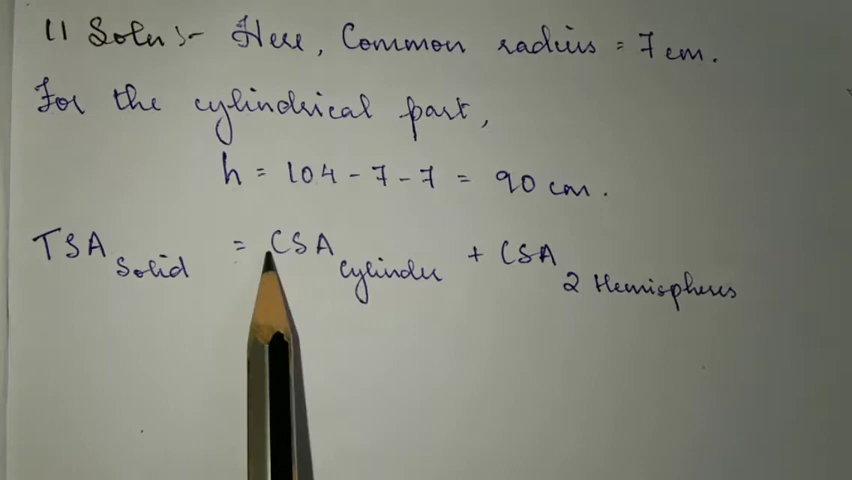 11 Soln :- Here, Common radius = 7 cm.
For the cylindrical part,
h = 104 - 7 - 7 = 90 cm.
TSA Solid = CSA Cylinder + CSA 2 Hemispheres